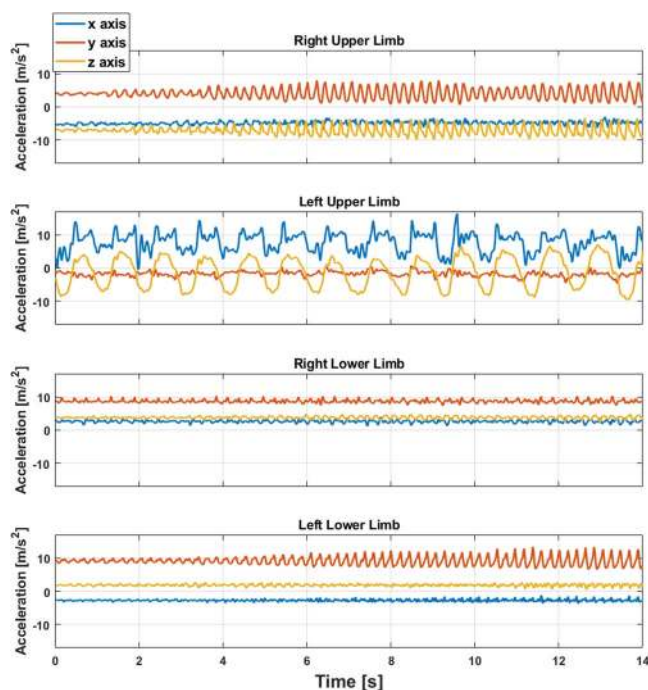 x axis
y axis
z axis
Right Upper Limb
Acceleration [m/s²]
10
0
-10
Left Upper Limb
Acceleration [m/s²]
10
0
-10
Right Lower Limb
Acceleration [m/s²]
10
0
-10
Left Lower Limb
Acceleration [m/s²]
10
0
-10
0 2 4 6 8 10 12 14
Time [s]